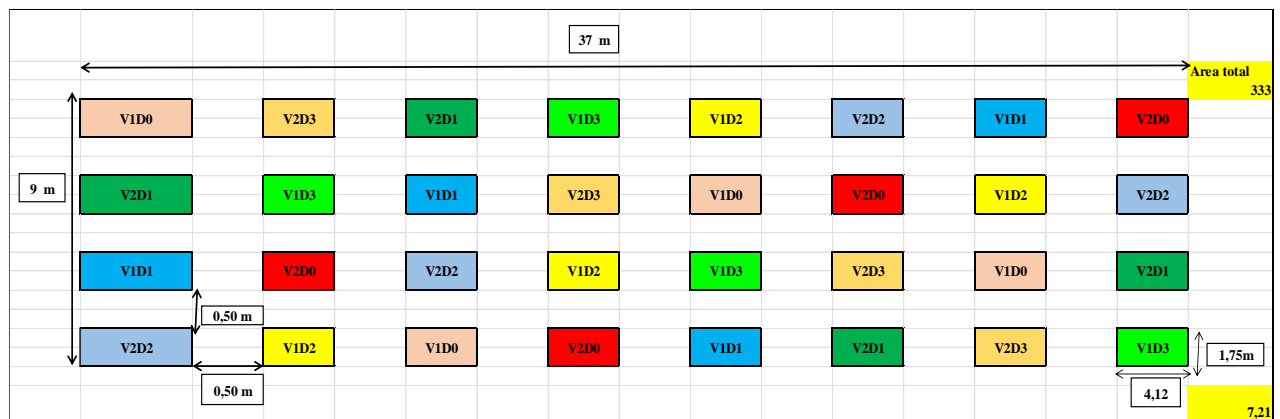 37 m
Area total
333
V1D0 V2D3 V2D1 V1D3 V1D2 V2D2 V1D1 V2D0
9 m
V2D1 V1D3 V1D1 V2D3 V1D0 V2D0 V1D2 V2D2
V1D1 V2D0 V2D2 V1D2 V1D3 V2D3 V1D0 V2D1
0,50 m
V2D2 V1D2 V1D0 V2D0 V1D1 V2D1 V2D3 V1D3
1,75m
0,50 m
4,12
7,21